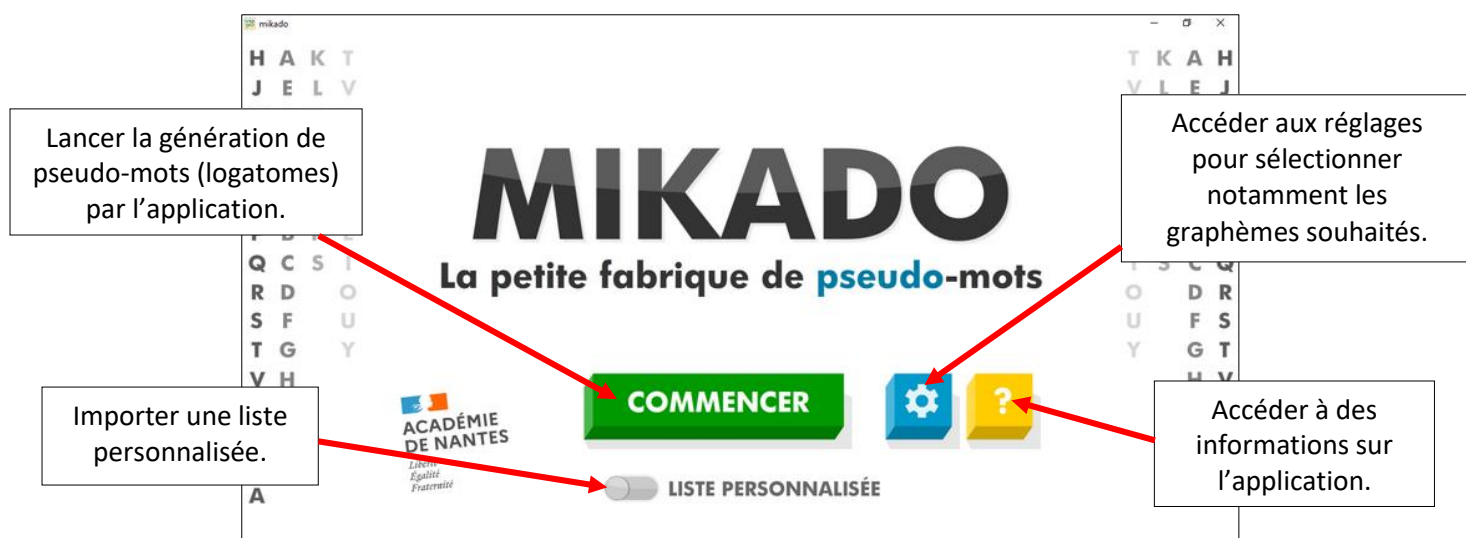 mikado
H A K T
T K A H
J E L V
V L E J
Lancer la génération de
pseudo-mots (logatomes)
par l’application.
Accéder aux réglages
pour sélectionner
notamment les
graphèmes souhaités.
MIKADO
La petite fabrique de pseudo-mots
Q C S I
S C Q
R D O
O D R
S F U
U F S
T G Y
Y G T
V H
H V
COMMENCER
?
ACADÉMIE
DE NANTES
Liberté
Égalité
Fraternité
Importer une liste
personnalisée.
LISTE PERSONNALISÉE
Accéder à des
informations sur
l’application.
A